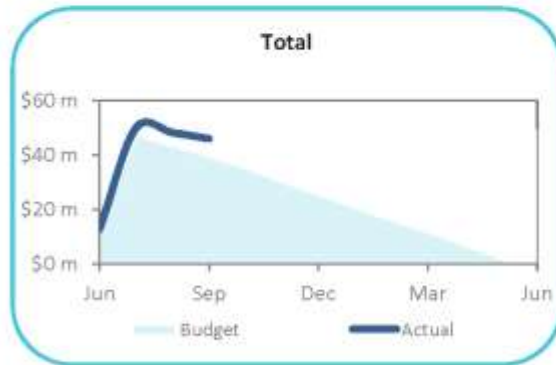 Total
$60 m
$40 m
$20 m
$0 m
Jun Sep Dec Mar Jun
Budget Actual